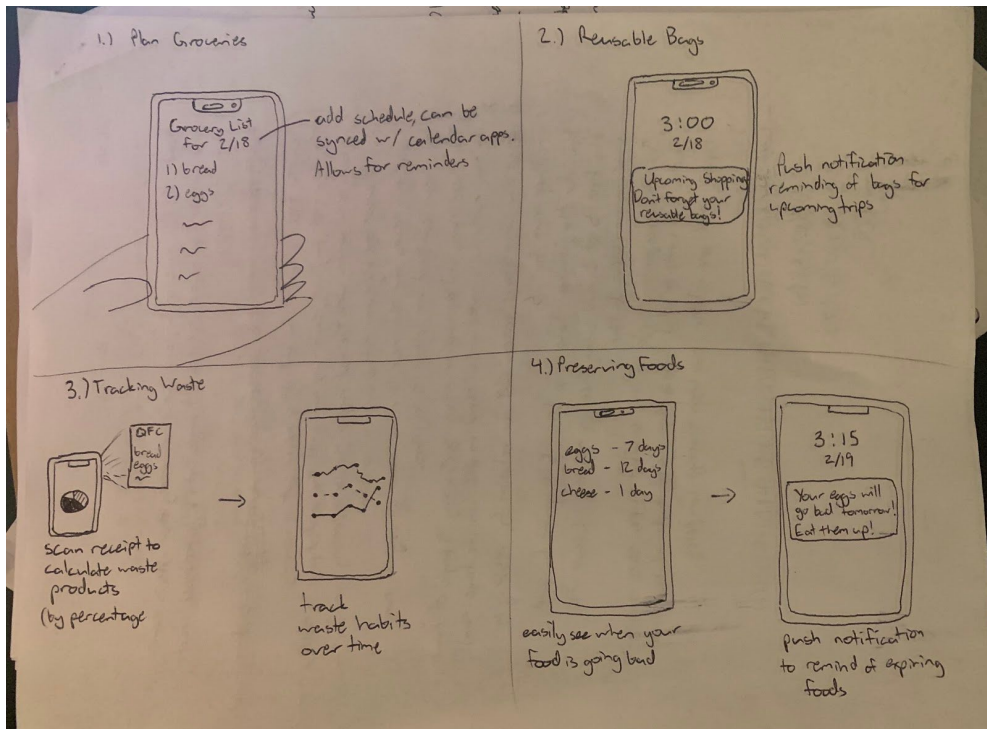 1.) Plan Groceries
Grocery List
for 2/18
1) bread
2) eggs
add schedule, can be
synced w/ calendar apps.
Allows for reminders
2.) Reusable Bags
3:00
2/18
Upcoming Shopping
Don't forget your
reusable bags!
Push notification
reminding of bags for
upcoming trips
3.) Tracking Waste
QFC
bread
eggs
scan receipt to
calculate waste
products
(by percentage
track
waste habits
over time
4.) Preserving Foods
eggs - 7 days
bread - 12 days
cheese - 1 day
easily see when your
food is going bad
3:15
2/19
Your eggs will
go bad tomorrow!
Eat them up!
push notification
to remind of expiring
foods